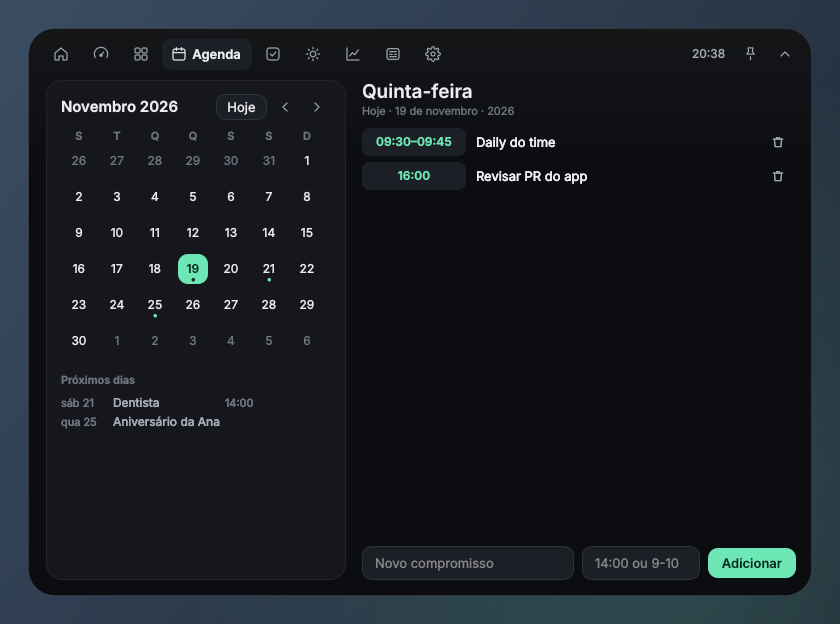 Agenda
20:38
Novembro 2026
Hoje
S T Q Q S S D
26 27 28 29 30 31 1
2 3 4 5 6 7 8
9 10 11 12 13 14 15
16 17 18 19 20 21 22
23 24 25 26 27 28 29
30 1 2 3 4 5 6
Próximos dias
sáb 21 Dentista 14:00
qua 25 Aniversário da Ana
Quinta-feira
Hoje · 19 de novembro · 2026
09:30–09:45 Daily do time
16:00 Revisar PR do app
Novo compromisso
14:00 ou 9-10
Adicionar